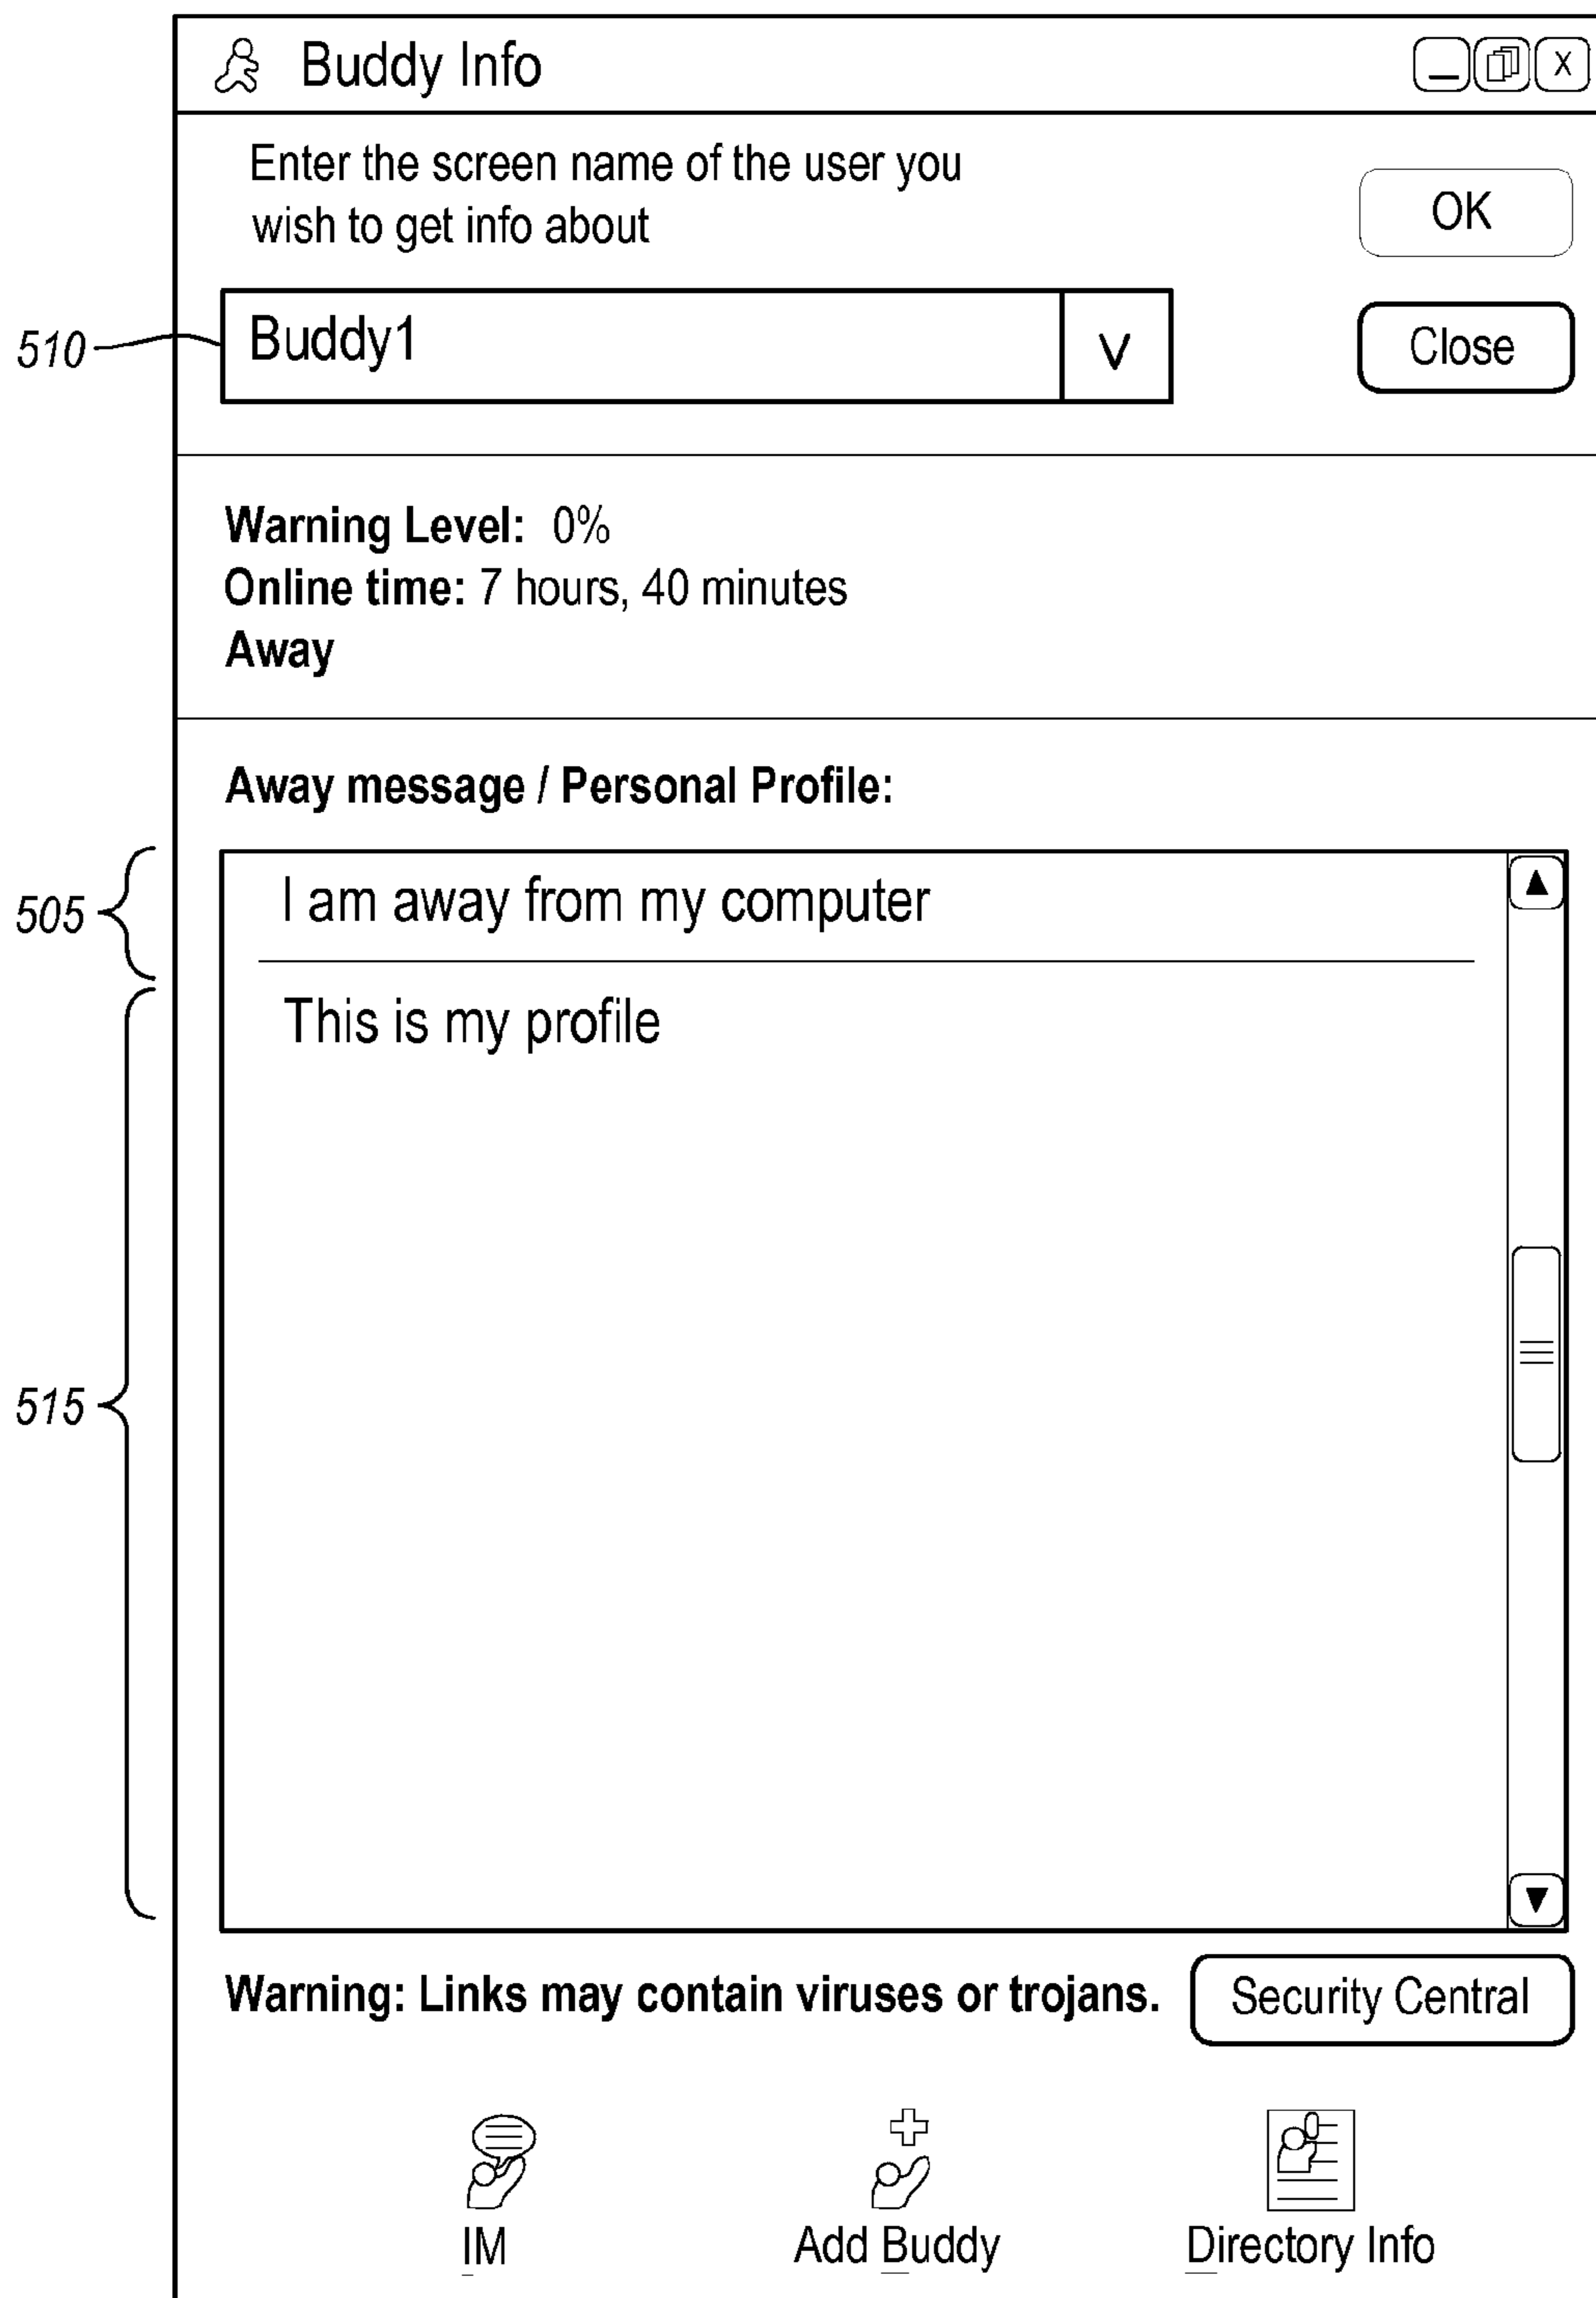 Buddy Info
X
Enter the screen name of the user you
wish to get info about
OK
510
Buddy1
V
Close
Warning Level: 0%
Online time: 7 hours, 40 minutes
Away
Away message / Personal Profile:
505
I am away from my computer
This is my profile
515
Warning: Links may contain viruses or trojans.
Security Central
IM
Add Buddy
Directory Info